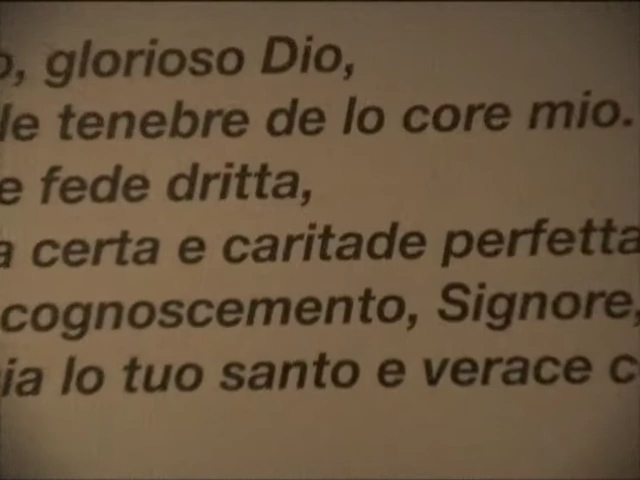 o, glorioso Dio,
le tenebre de lo core mio.
e fede dritta,
a certa e caritade perfetta
cognoscemento, Signore,
ia lo tuo santo e verace c